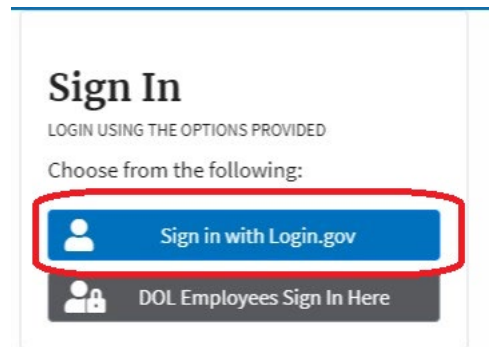 Sign In
LOGIN USING THE OPTIONS PROVIDED
Choose from the following:
Sign in with Login.gov
DOL Employees Sign In Here